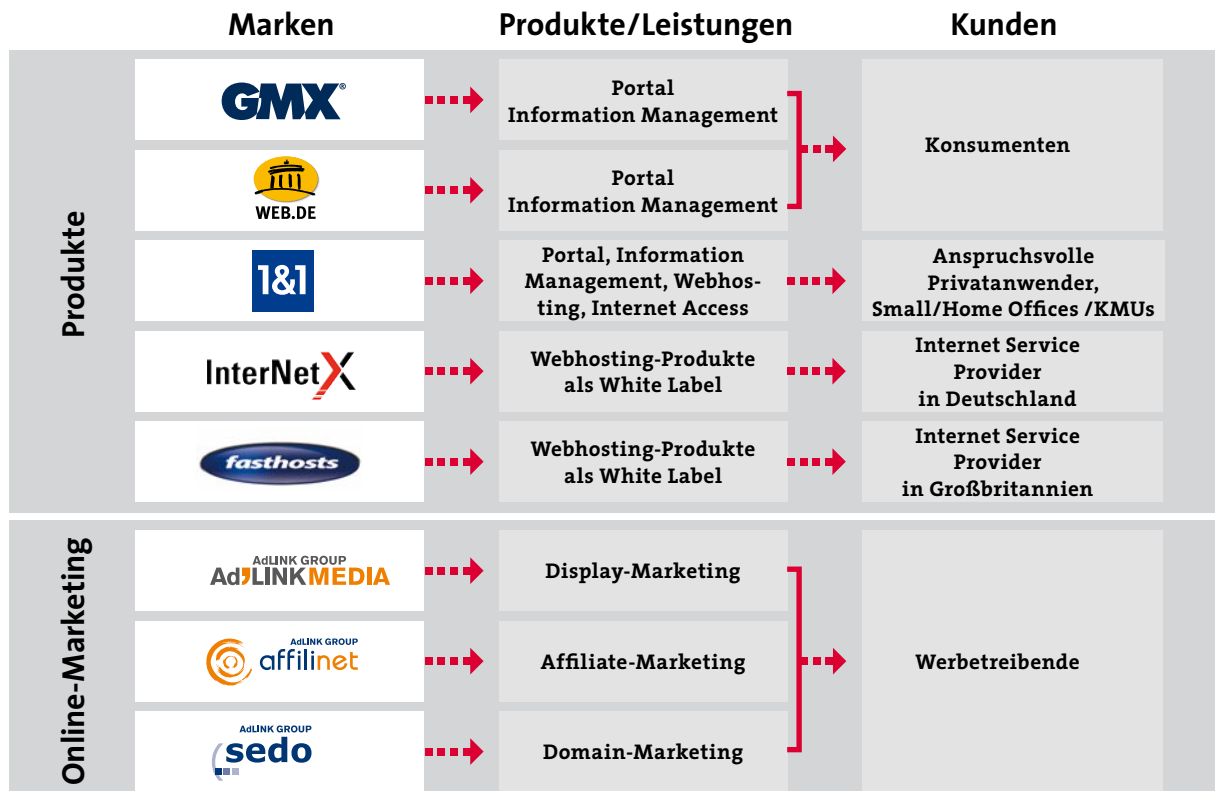 Marken
Produkte/Leistungen
Kunden
Produkte
GMX®
Portal
Information Management
WEB.DE
Portal
Information Management
Konsumenten
1&1
Portal, Information
Management, Webhos-
ting, Internet Access
Anspruchsvolle
Privatanwender,
Small/Home Offices /KMUs
InterNetX
Webhosting-Produkte
als White Label
Internet Service
Provider
in Deutschland
fasthosts
Webhosting-Produkte
als White Label
Internet Service
Provider
in Großbritannien
Online-Marketing
AdLINK GROUP
Ad'LINK MEDIA
Display-Marketing
AdLINK GROUP
affilinet
Affiliate-Marketing
Werbetreibende
AdLINK GROUP
sedo
Domain-Marketing